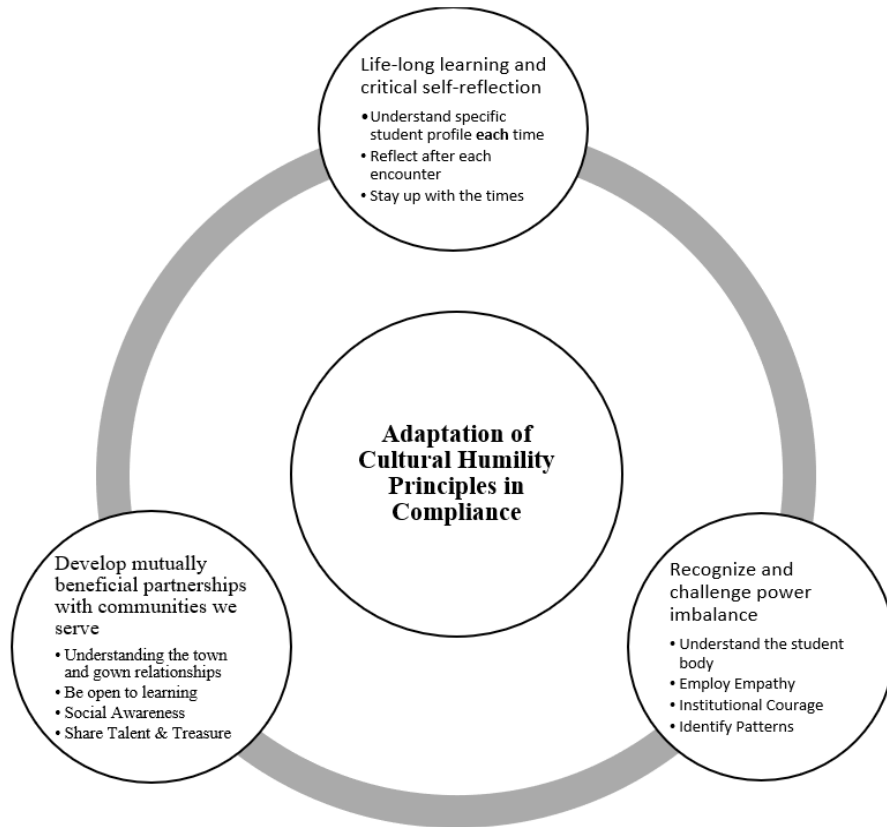 Life-long learning and
critical self-reflection
•Understand specific
student profile each time
• Reflect after each
encounter
• Stay up with the times
Adaptation of
Cultural Humility
Principles in
Compliance
Develop mutually
beneficial partnerships
with communities we
serve
• Understanding the town
and gown relationships
• Be open to learning
• Social Awareness
• Share Talent & Treasure
Recognize and
challenge power
imbalance
• Understand the student
body
• Employ Empathy
• Institutional Courage
• Identify Patterns